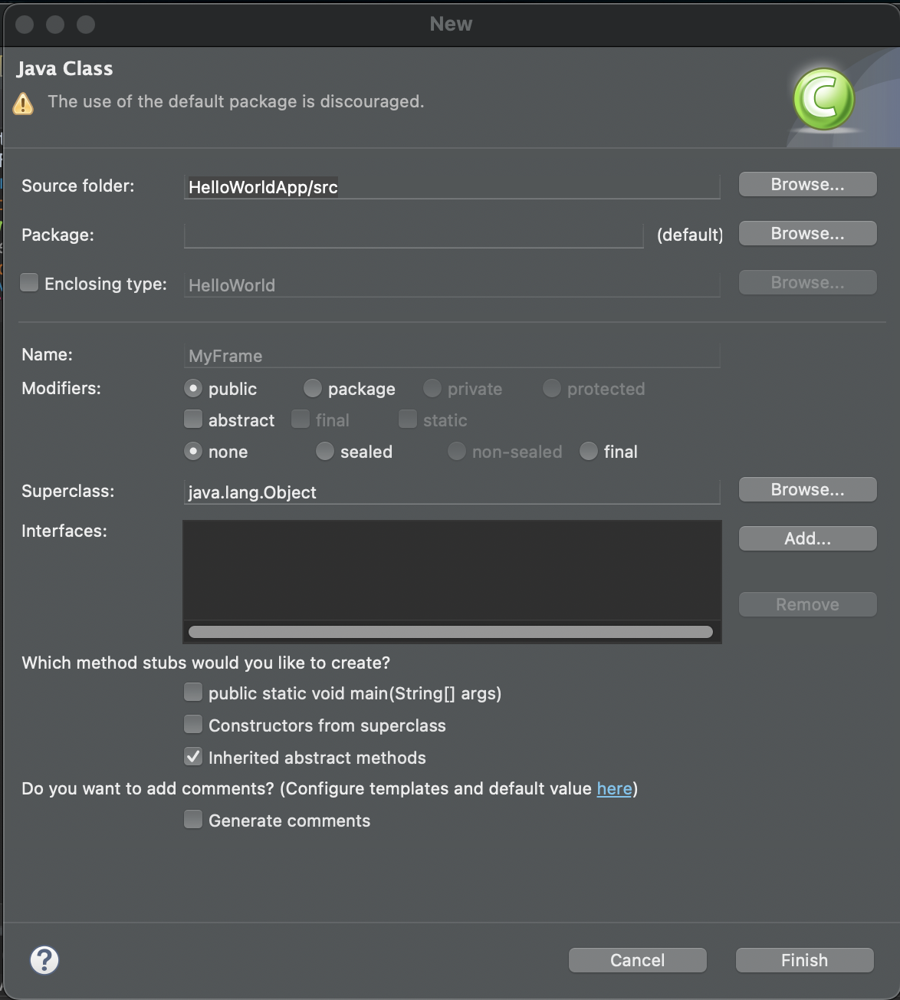 New
Java Class
The use of the default package is discouraged.
Source folder: HelloWorldApp/src Browse...
Package: (default) Browse...
Enclosing type: HelloWorld Browse...
Name: MyFrame
Modifiers: public package private protected
abstract final static
none sealed non-sealed final
Superclass: java.lang.Object Browse...
Interfaces: Add...
Remove
Which method stubs would you like to create?
public static void main(String[] args)
Constructors from superclass
Inherited abstract methods
Do you want to add comments? (Configure templates and default value here)
Generate comments
Cancel Finish